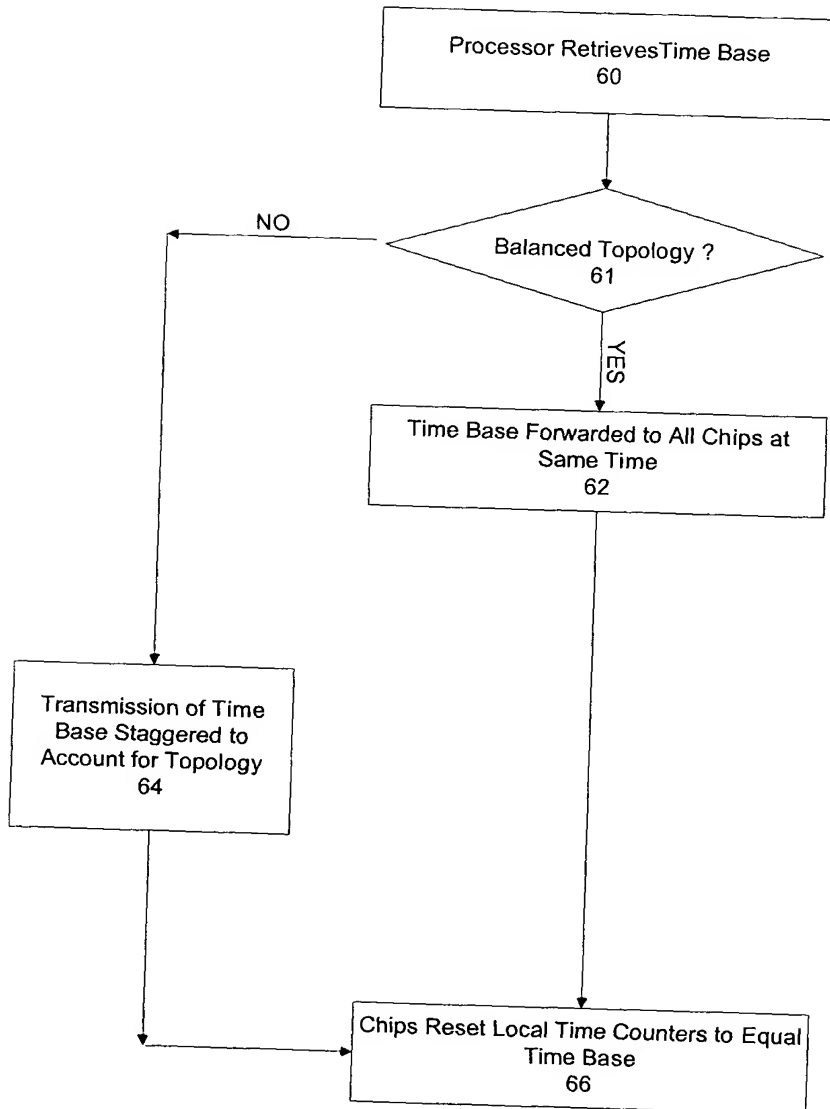 Processor RetrievesTime Base
60
NO
Balanced Topology ?
61
YES
Time Base Forwarded to All Chips at
Same Time
62
Transmission of Time
Base Staggered to
Account for Topology
64
Chips Reset Local Time Counters to Equal
Time Base
66